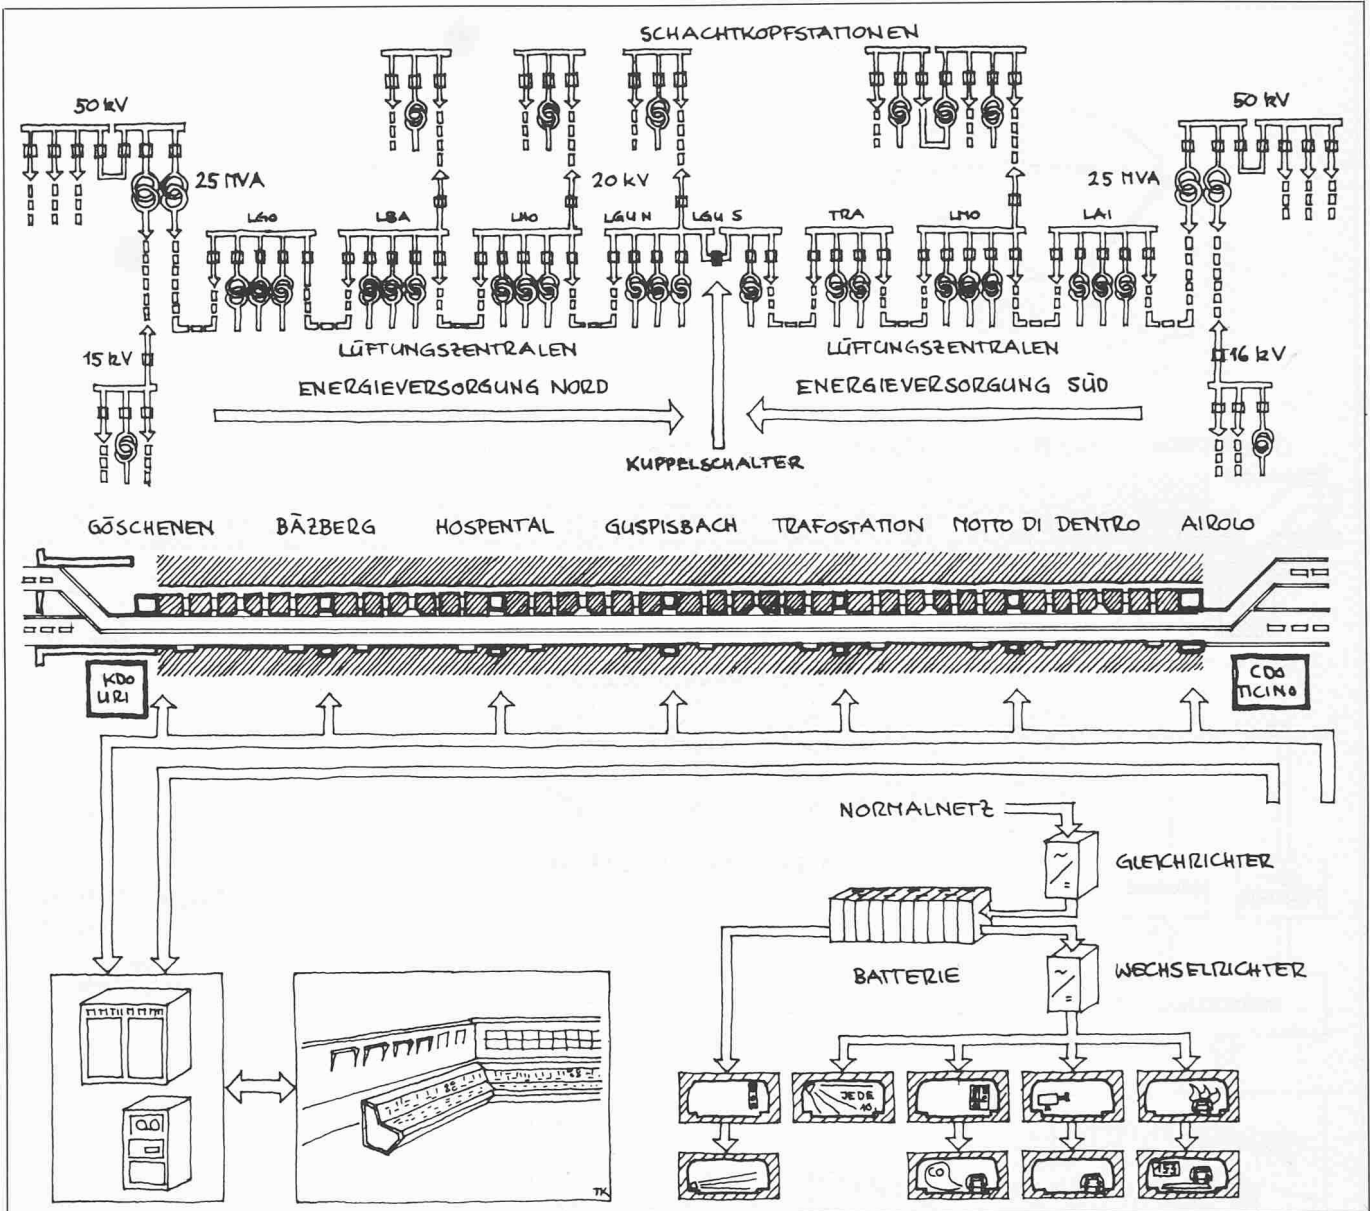 SCHACHTKOPFSTATIONEN
50 kV
50 kV
25 MVA
20 kV
25 MVA
LGO
LBA
LHO
LGU N
LGU S
TRA
LMO
LAI
15 kV
LÜFTUNGSZENTRALEN
LÜFTUNGSZENTRALEN
16 kV
ENERGIEVERSORGUNG NORD
ENERGIEVERSORGUNG SÜD
KUPPELSCHALTER
GÖSCHENEN
BÄZBERG
HOSPENTAL
GUSPISBACH
TRAFOSTATION
MOTTO DI DENTRO
AIROLO
KDO
URI
CDO
TICINO
NORMALNETZ
GLEICHRICHTER
BATTERIE
WECHSELRICHTER
JEDE
10.
CO
153
TK